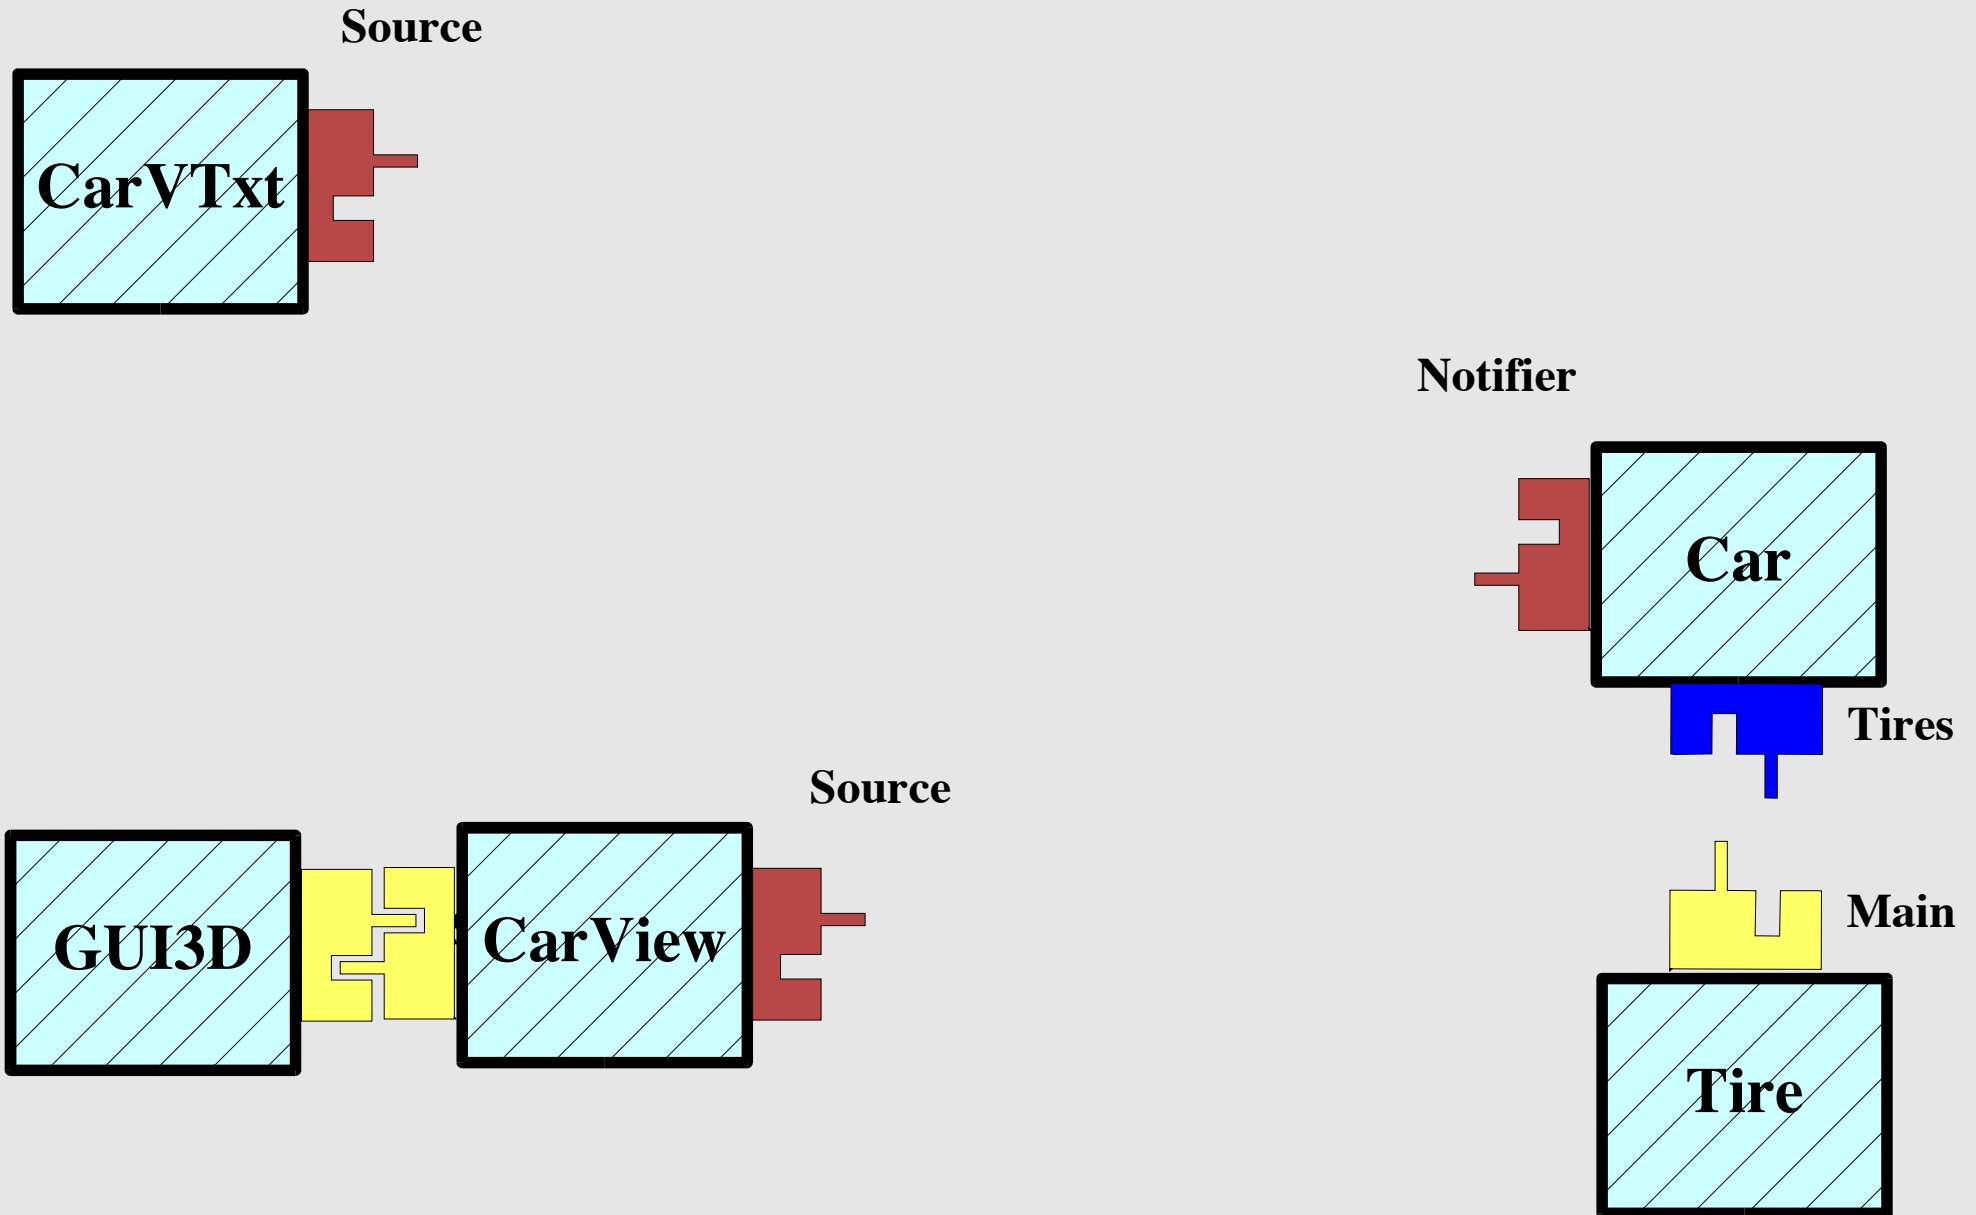 Source
CarVTxt
Notifier
Car
Tires
Source
GUI3D
CarView
Main
Tire